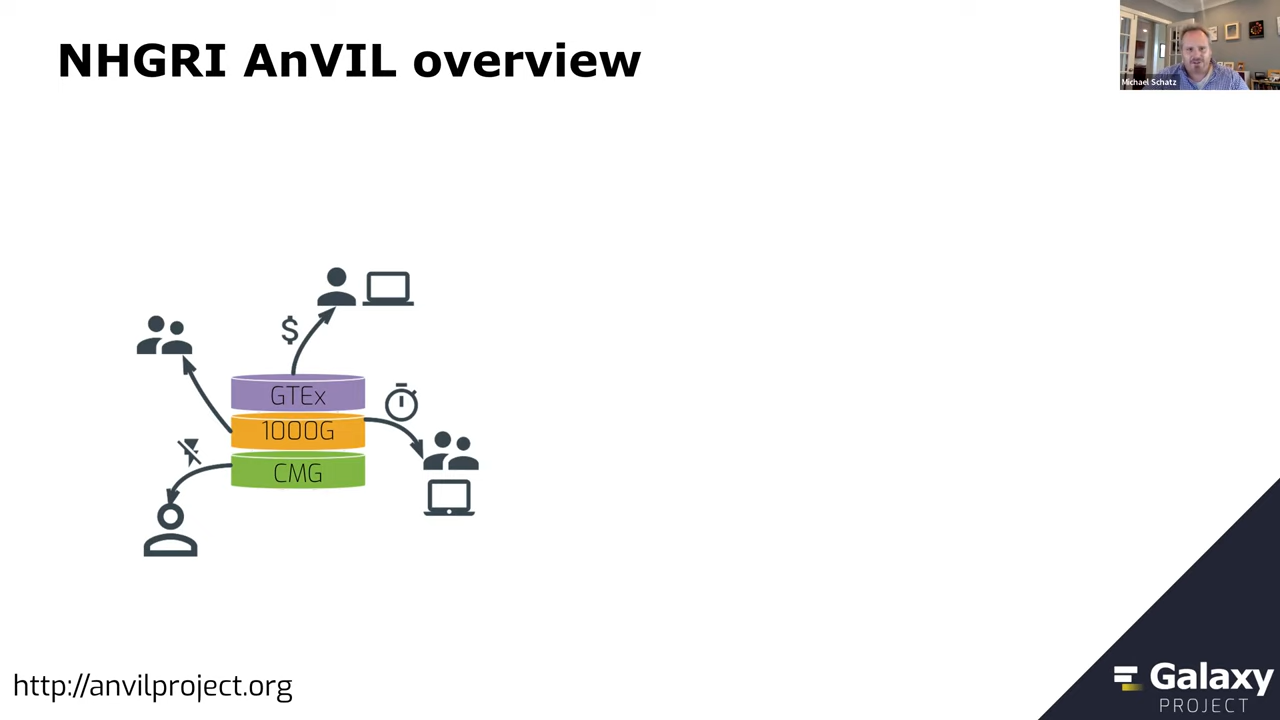 NHGRI AnVIL overview
Michael Schatz
$
GTEx
1000G
CMG
http://anvilproject.org
Galaxy
PROJECT